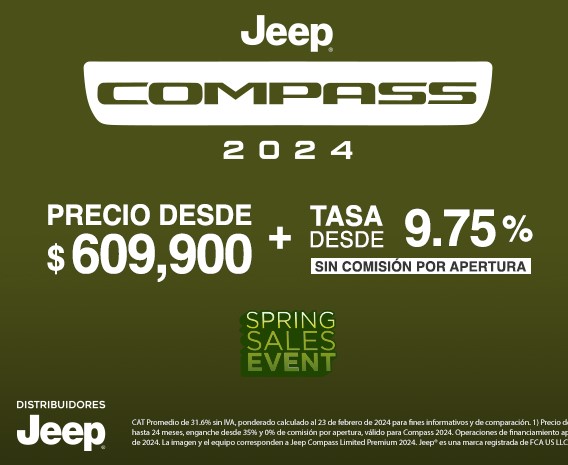 Jeep
COMPASS
2024
PRECIO DESDE
$ 609,900
+
TASA
DESDE
9.75 %
SIN COMISIÓN POR APERTURA
SPRING
SALES
EVENT
DISTRIBUIDORES
Jeep
CAT Promedio de 31.6% sin IVA, ponderado calculado al 23 de febrero de 2024 para fines informativos y de comparación. 1) Precio
hasta 24 meses, enganche desde 35% y 0% de comisión por apertura, válido para Compass 2024. Operaciones de financiamiento
de 2024. La imagen y el equipo corresponden a Jeep Compass Limited Premium 2024. Jeep® es una marca registrada de FCA US LLC